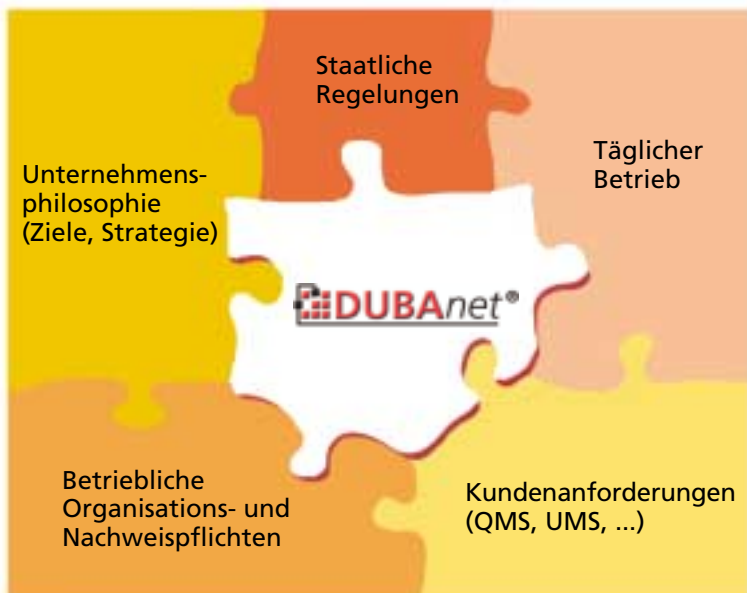 Staatliche
Regelungen
Täglicher
Betrieb
Unternehmens-
philosophie
(Ziele, Strategie)
DUBAnet®
Betriebliche
Organisations- und
Nachweispflichten
Kundenanforderungen
(QMS, UMS, ...)